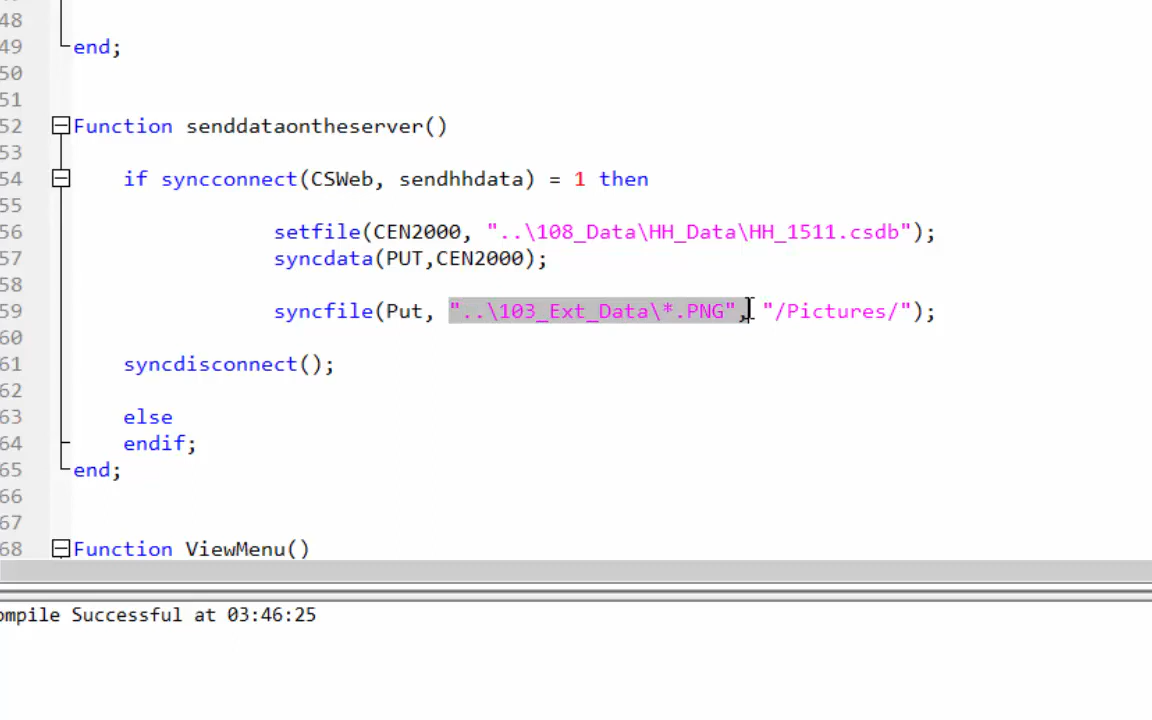 48
49 end;
50
51
52 Function senddataontheserver()
53
54 if syncconnect(CSWeb, sendhhdata) = 1 then
55
56 setfile(CEN2000, "..\108_Data\HH_Data\HH_1511.csdb");
57 syncdata(PUT,CEN2000);
58
59 syncfile(Put, "..\103_Ext_Data\*.PNG", "/Pictures/");
60
61 syncdisconnect();
62
63 else
64 endif;
65 end;
66
67
68 Function ViewMenu()
ompile Successful at 03:46:25